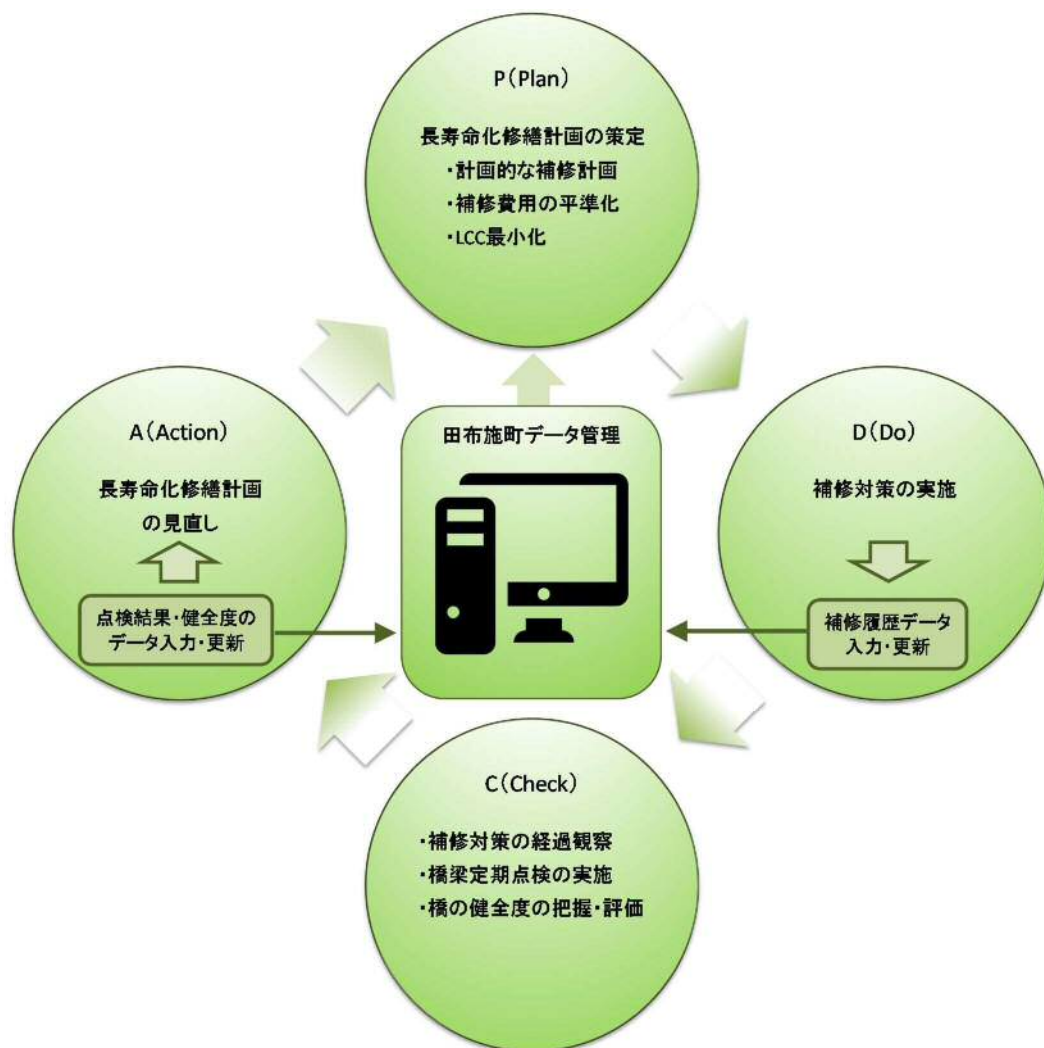 P(Plan)
長寿命化修繕計画の策定
・計画的な補修計画
・補修費用の平準化
・LCC最小化
田布施町データ管理
A(Action)
長寿命化修繕計画
の見直し
点検結果・健全度の
データ入力・更新
D(Do)
補修対策の実施
補修履歴データ
入力・更新
C(Check)
・補修対策の経過観察
・橋梁定期点検の実施
・橋の健全度の把握・評価